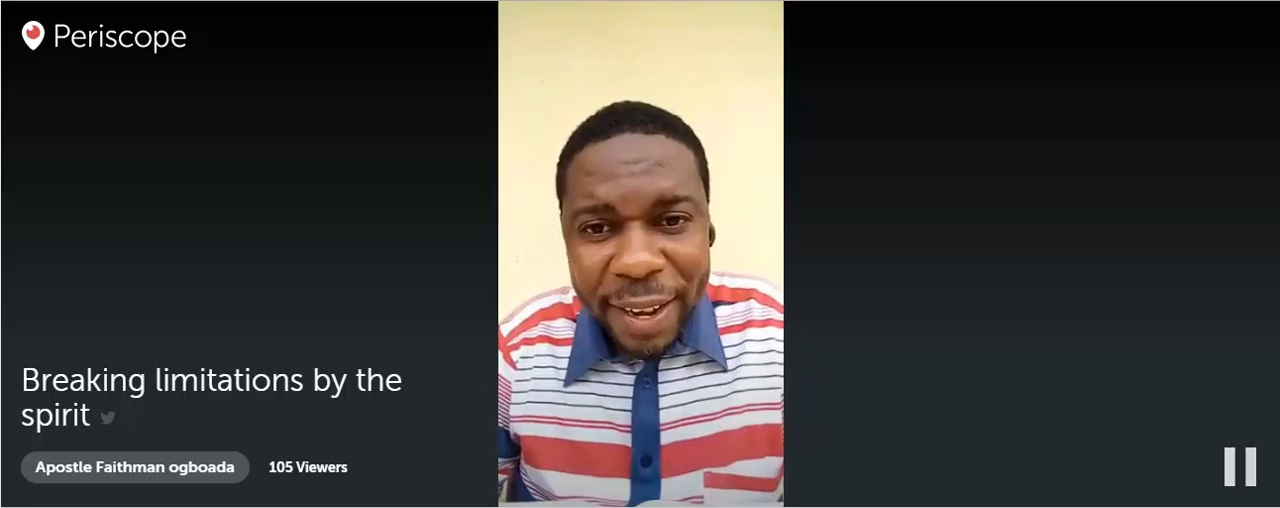 Periscope
Breaking limitations by the
spirit
Apostle Faithman ogboada
105 Viewers